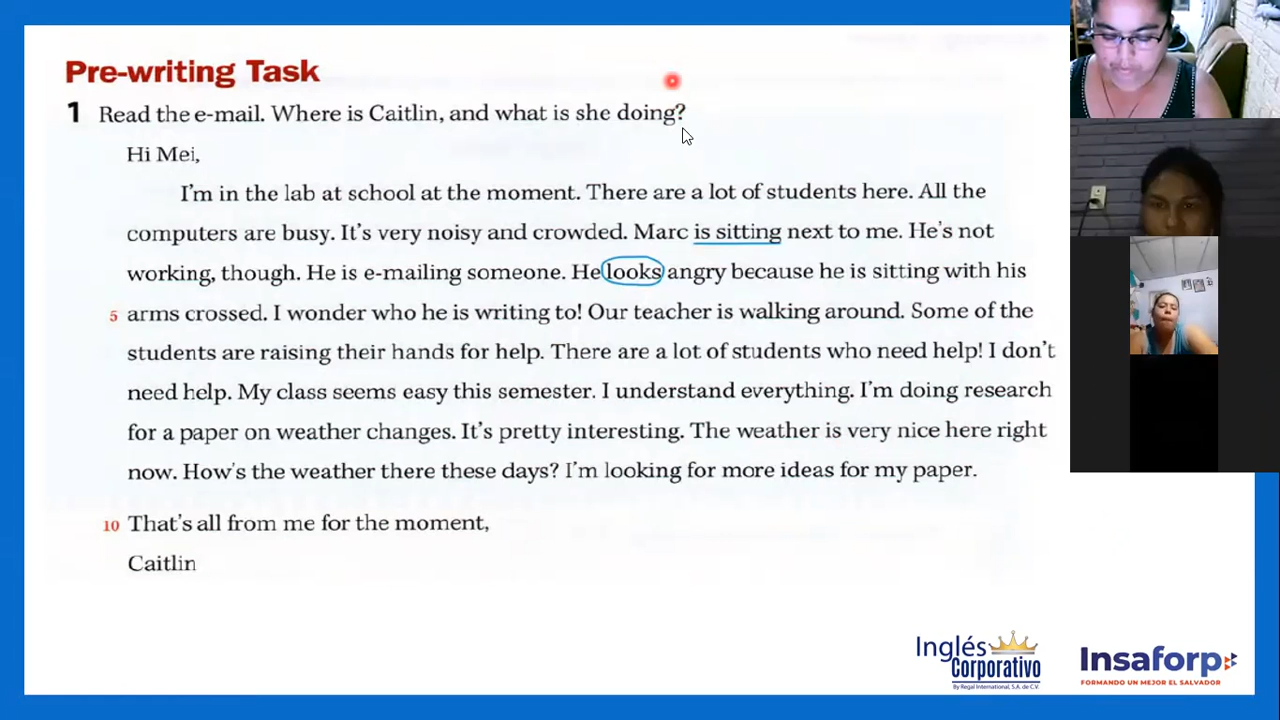 Pre-writing Task
1 Read the e-mail. Where is Caitlin, and what is she doing?
Hi Mei,
I'm in the lab at school at the moment. There are a lot of students here. All the
computers are busy. It's very noisy and crowded. Marc is sitting next to me. He's not
working, though. He is e-mailing someone. He looks angry because he is sitting with his
5 arms crossed. I wonder who he is writing to! Our teacher is walking around. Some of the
students are raising their hands for help. There are a lot of students who need help! I don't
need help. My class seems easy this semester. I understand everything. I'm doing research
for a paper on weather changes. It's pretty interesting. The weather is very nice here right
now. How's the weather there these days? I'm looking for more ideas for my paper.
10 That's all from me for the moment,
Caitlin
Inglés
Corporativo
By Regal International, S.A. de C.V.
Insaforp
FORMANDO UN MEJOR EL SALVADOR